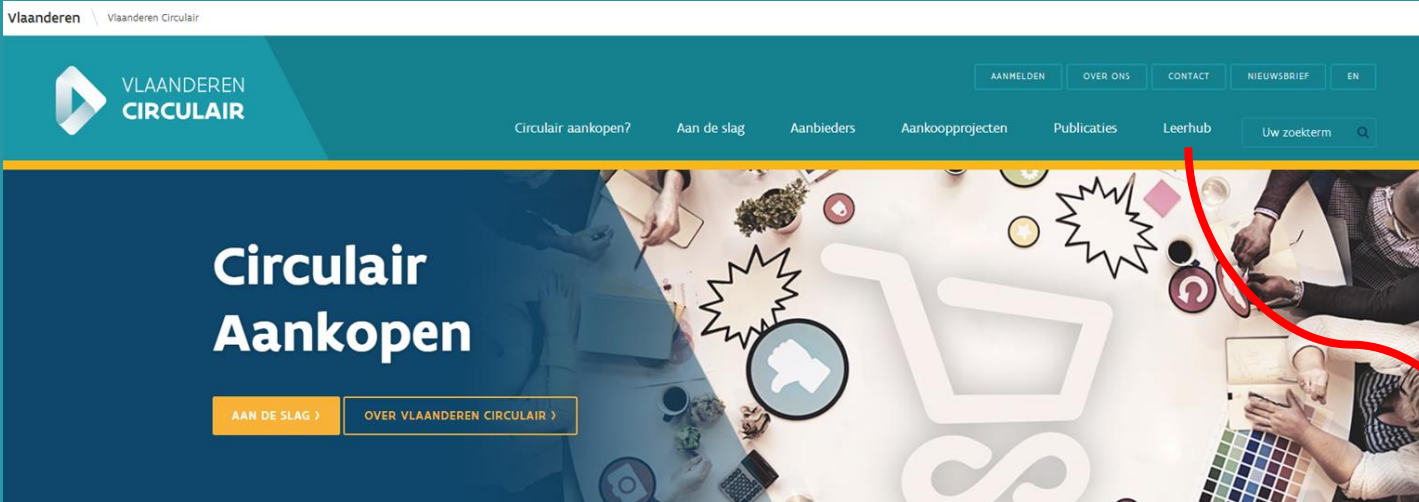 Vlaanderen Vlaanderen Circulair
VLAANDEREN
CIRCULAIR
AANMELDEN OVER ONS CONTACT NIEUWSBRIEF EN
Circulair aankopen? Aan de slag Aanbieders Aankoopprojecten Publicaties Leerhub Uw zoekterm
Circulair
Aankopen
AAN DE SLAG › OVER VLAANDEREN CIRCULAIR ›